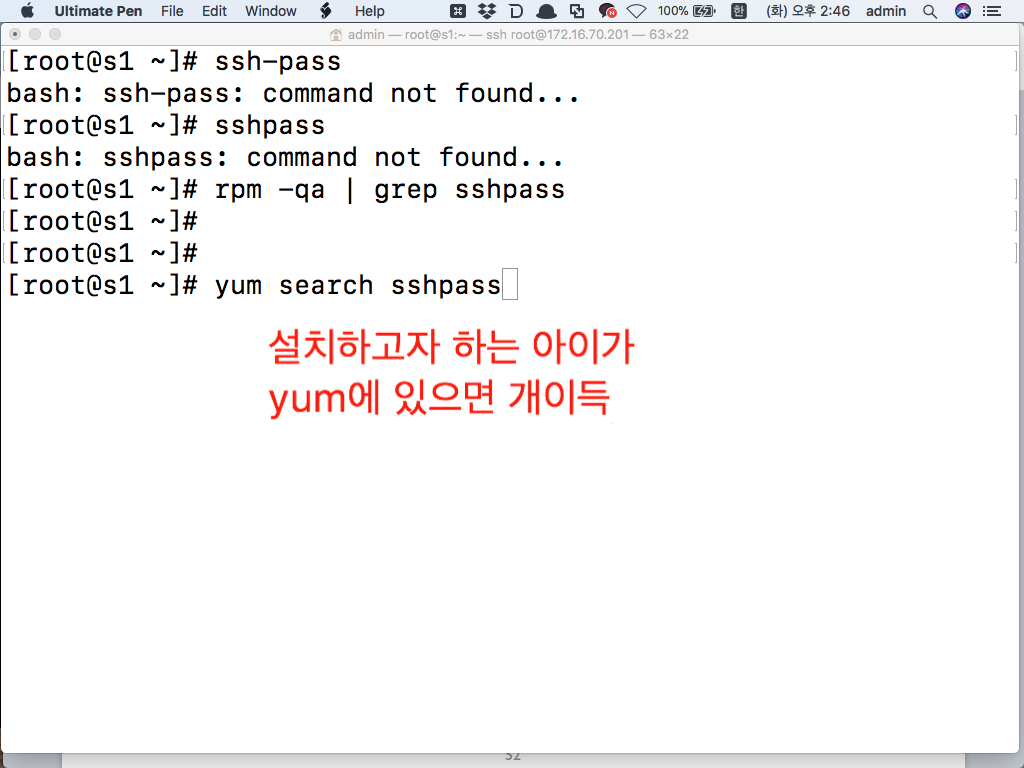 Ultimate Pen File Edit Window Help 100% 한 (화) 오후 2:46 admin
admin — root@s1:~ — ssh root@172.16.70.201 — 63×22
[root@s1 ~]# ssh-pass
bash: ssh-pass: command not found...
[root@s1 ~]# sshpass
bash: sshpass: command not found...
[root@s1 ~]# rpm -qa | grep sshpass
[root@s1 ~]#
[root@s1 ~]#
[root@s1 ~]# yum search sshpass
설치하고자 하는 아이가
yum에 있으면 개이득